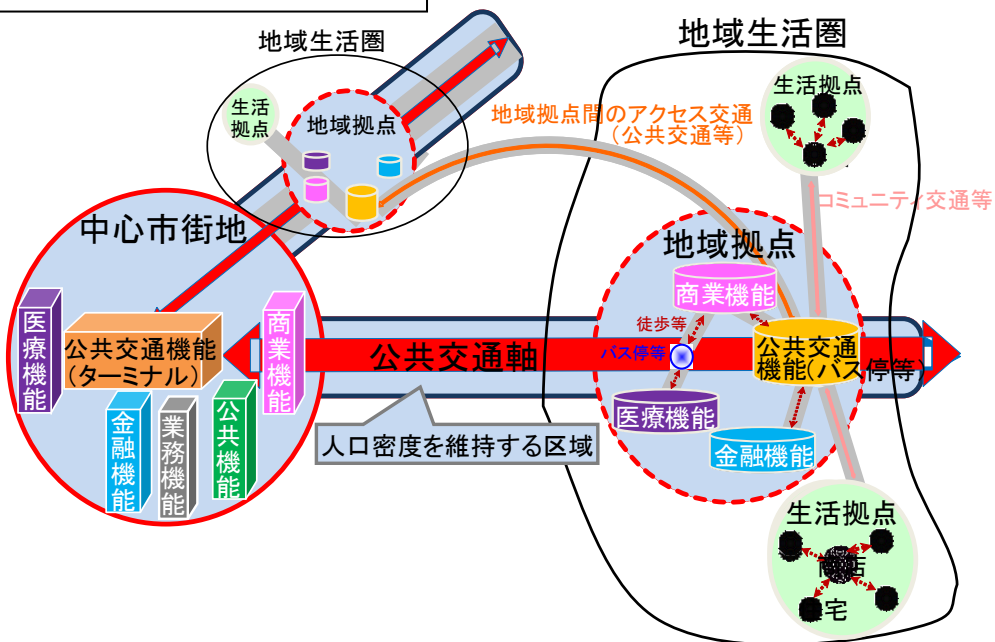 地域生活圏
生活
拠点
地域拠点
地域拠点間のアクセス交通
(公共交通等)
地域生活圏
生活拠点
コミュニティ交通等
中心市街地
医療機能
公共交通機能
(ターミナル)
商業機能
金融機能
業務機能
公共機能
公共交通軸
人口密度を維持する区域
地域拠点
商業機能
徒歩等
バス停等
公共交通
機能(バス停等)
医療機能
金融機能
生活拠点
店
宅